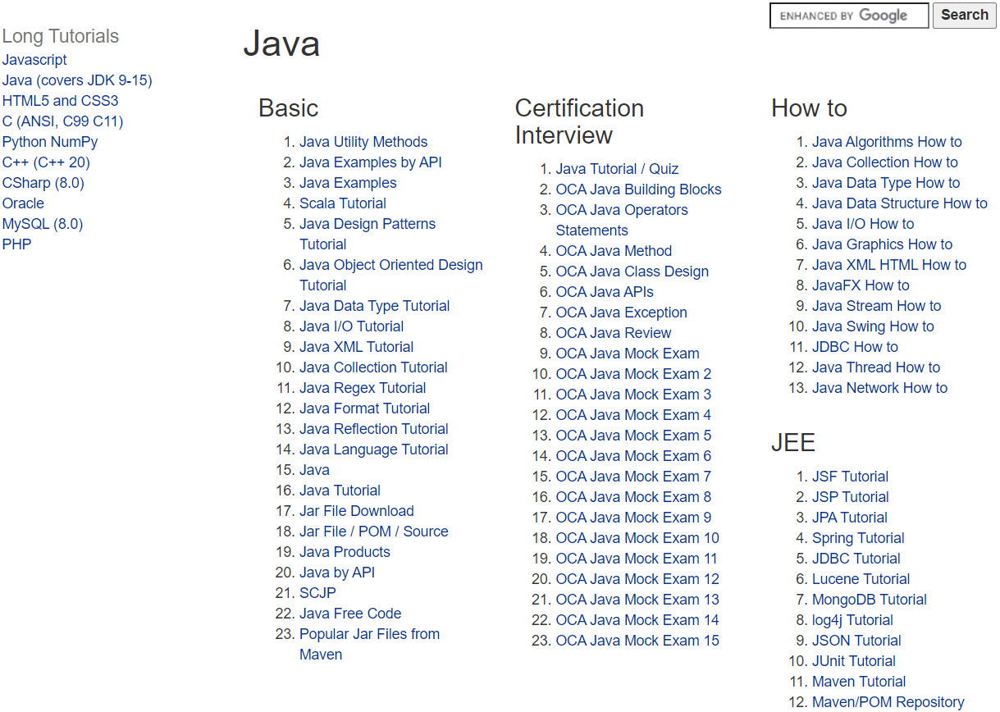 ENHANCED BY Google
Search
Long Tutorials
Javascript
Java (covers JDK 9-15)
HTML5 and CSS3
C (ANSI, C99 C11)
Python NumPy
C++ (C++ 20)
CSharp (8.0)
Oracle
MySQL (8.0)
PHP
Java
Basic
1. Java Utility Methods
2. Java Examples by API
3. Java Examples
4. Scala Tutorial
5. Java Design Patterns
Tutorial
6. Java Object Oriented Design
Tutorial
7. Java Data Type Tutorial
8. Java I/O Tutorial
9. Java XML Tutorial
10. Java Collection Tutorial
11. Java Regex Tutorial
12. Java Format Tutorial
13. Java Reflection Tutorial
14. Java Language Tutorial
15. Java
16. Java Tutorial
17. Jar File Download
18. Jar File / POM / Source
19. Java Products
20. Java by API
21. SCJP
22. Java Free Code
23. Popular Jar Files from
Maven
Certification
Interview
1. Java Tutorial / Quiz
2. OCA Java Building Blocks
3. OCA Java Operators
Statements
4. OCA Java Method
5. OCA Java Class Design
6. OCA Java APIs
7. OCA Java Exception
8. OCA Java Review
9. OCA Java Mock Exam
10. OCA Java Mock Exam 2
11. OCA Java Mock Exam 3
12. OCA Java Mock Exam 4
13. OCA Java Mock Exam 5
14. OCA Java Mock Exam 6
15. OCA Java Mock Exam 7
16. OCA Java Mock Exam 8
17. OCA Java Mock Exam 9
18. OCA Java Mock Exam 10
19. OCA Java Mock Exam 11
20. OCA Java Mock Exam 12
21. OCA Java Mock Exam 13
22. OCA Java Mock Exam 14
23. OCA Java Mock Exam 15
How to
1. Java Algorithms How to
2. Java Collection How to
3. Java Data Type How to
4. Java Data Structure How to
5. Java I/O How to
6. Java Graphics How to
7. Java XML HTML How to
8. JavaFX How to
9. Java Stream How to
10. Java Swing How to
11. JDBC How to
12. Java Thread How to
13. Java Network How to
JEE
1. JSF Tutorial
2. JSP Tutorial
3. JPA Tutorial
4. Spring Tutorial
5. JDBC Tutorial
6. Lucene Tutorial
7. MongoDB Tutorial
8. log4j Tutorial
9. JSON Tutorial
10. JUnit Tutorial
11. Maven Tutorial
12. Maven/POM Repository